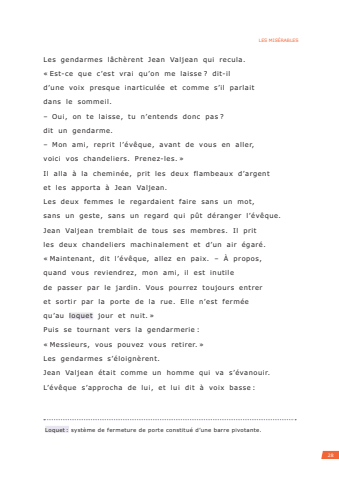 LES MISÉRABLES
Les gendarmes lâchèrent Jean Valjean qui recula.
« Est-ce que c'est vrai qu'on me laisse ? dit-il
d'une voix presque inarticulée et comme s'il parlait
dans le sommeil.
– Oui, on te laisse, tu n'entends donc pas ?
dit un gendarme.
– Mon ami, reprit l'évêque, avant de vous en aller,
voici vos chandeliers. Prenez-les. »
Il alla à la cheminée, prit les deux flambeaux d'argent
et les apporta à Jean Valjean.
Les deux femmes le regardaient faire sans un mot,
sans un geste, sans un regard qui pût déranger l'évêque.
Jean Valjean tremblait de tous ses membres. Il prit
les deux chandeliers machinalement et d'un air égaré.
« Maintenant, dit l'évêque, allez en paix. – À propos,
quand vous reviendrez, mon ami, il est inutile
de passer par le jardin. Vous pourrez toujours entrer
et sortir par la porte de la rue. Elle n'est fermée
qu'au loquet jour et nuit. »
Puis se tournant vers la gendarmerie :
« Messieurs, vous pouvez vous retirer. »
Les gendarmes s'éloignèrent.
Jean Valjean était comme un homme qui va s'évanouir.
L'évêque s'approcha de lui, et lui dit à voix basse :
Loquet : système de fermeture de porte constitué d'une barre pivotante.